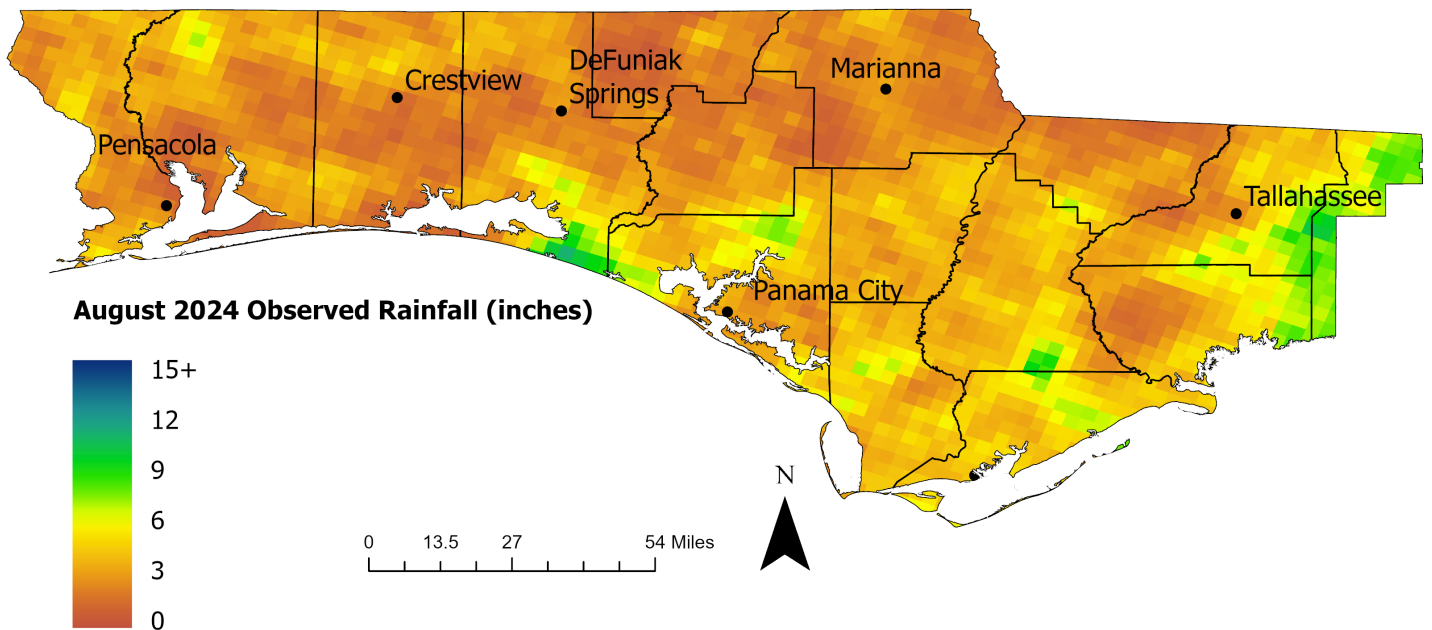 DeFuniak
Springs
Crestview
Marianna
Pensacola
Tallahassee
Panama City
August 2024 Observed Rainfall (inches)
15+
12
9
6
3
0
N
0 13.5 27 54 Miles